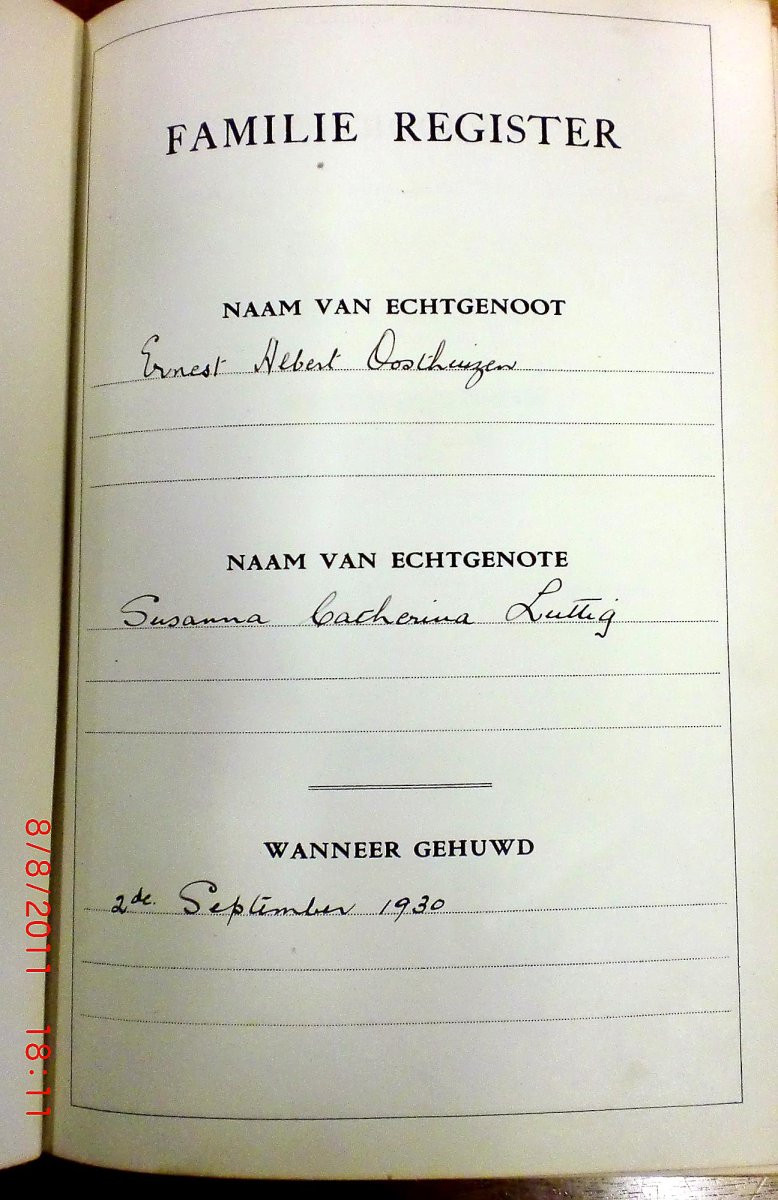 FAMILIE REGISTER
NAAM VAN ECHTGENOOT
Ernest Albert Oosthuizen
NAAM VAN ECHTGENOTE
Susanna Catherina Luttig
WANNEER GEHUWD
2de. September 1930
8/8/2011 18:11